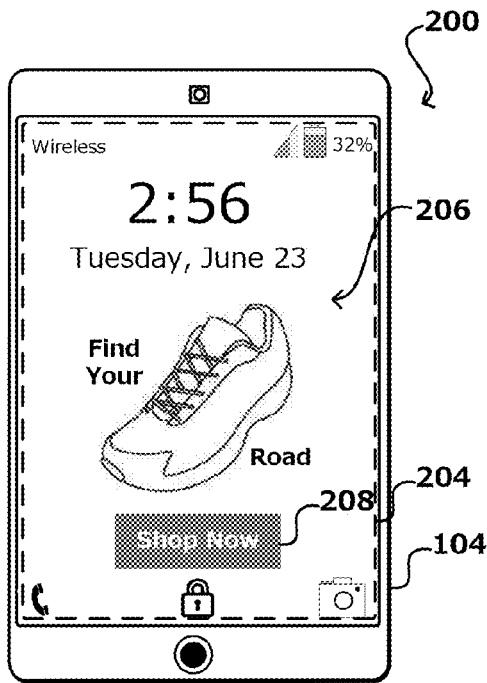 200
Wireless 32%
2:56
206
Tuesday, June 23
Find
Your
Road
204
208
Shop Now
104